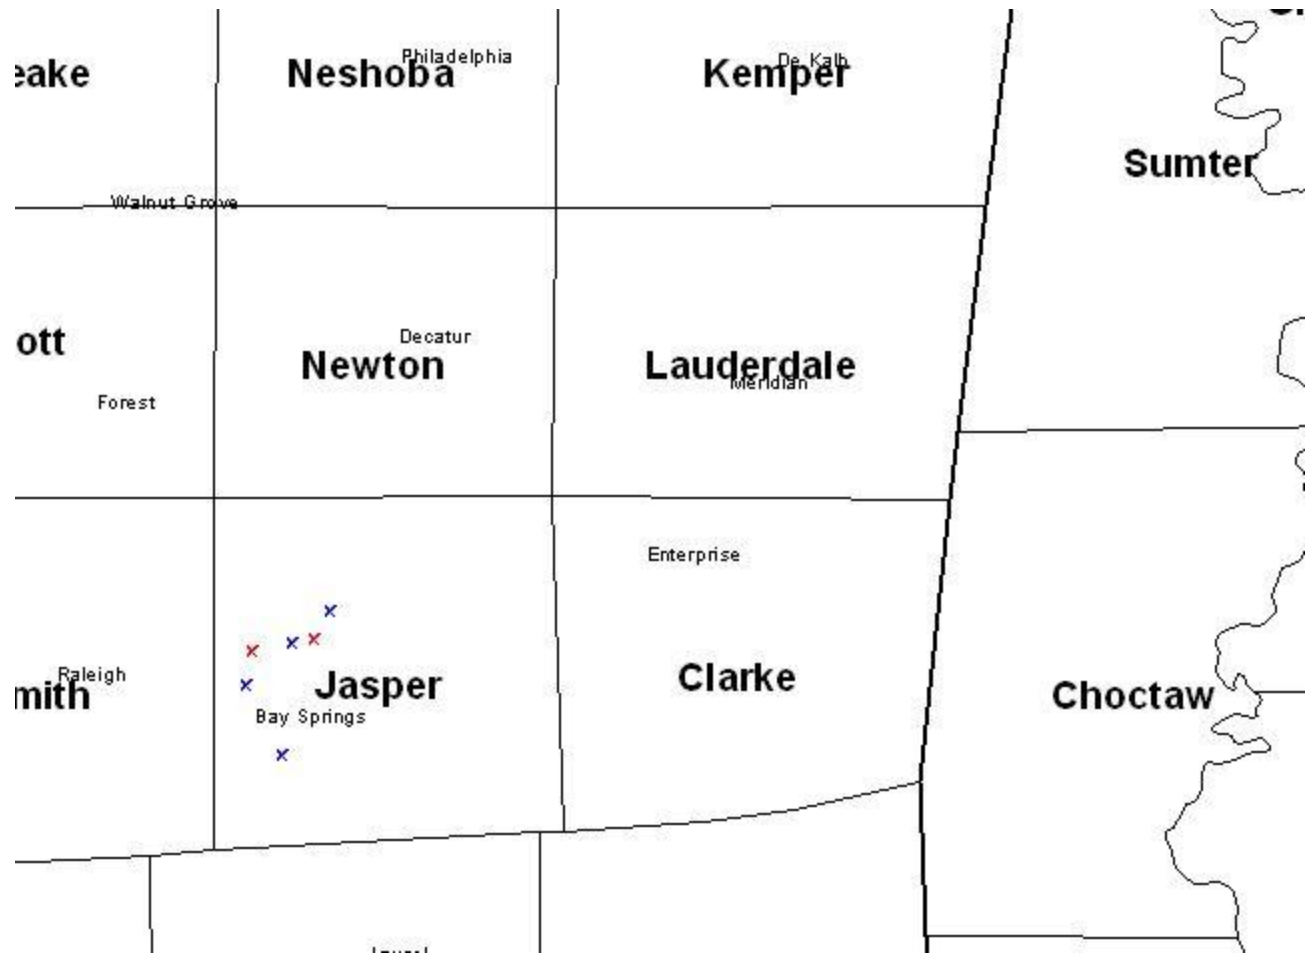 Philadelphia
De Kalb
eake
Neshoba
Kemper
Sumter
Walnut Grove
Decatur
ott
Newton
Lauderdale
Meridian
Forest
Enterprise
Raleigh
mith
Jasper
Clarke
Choctaw
Bay Springs